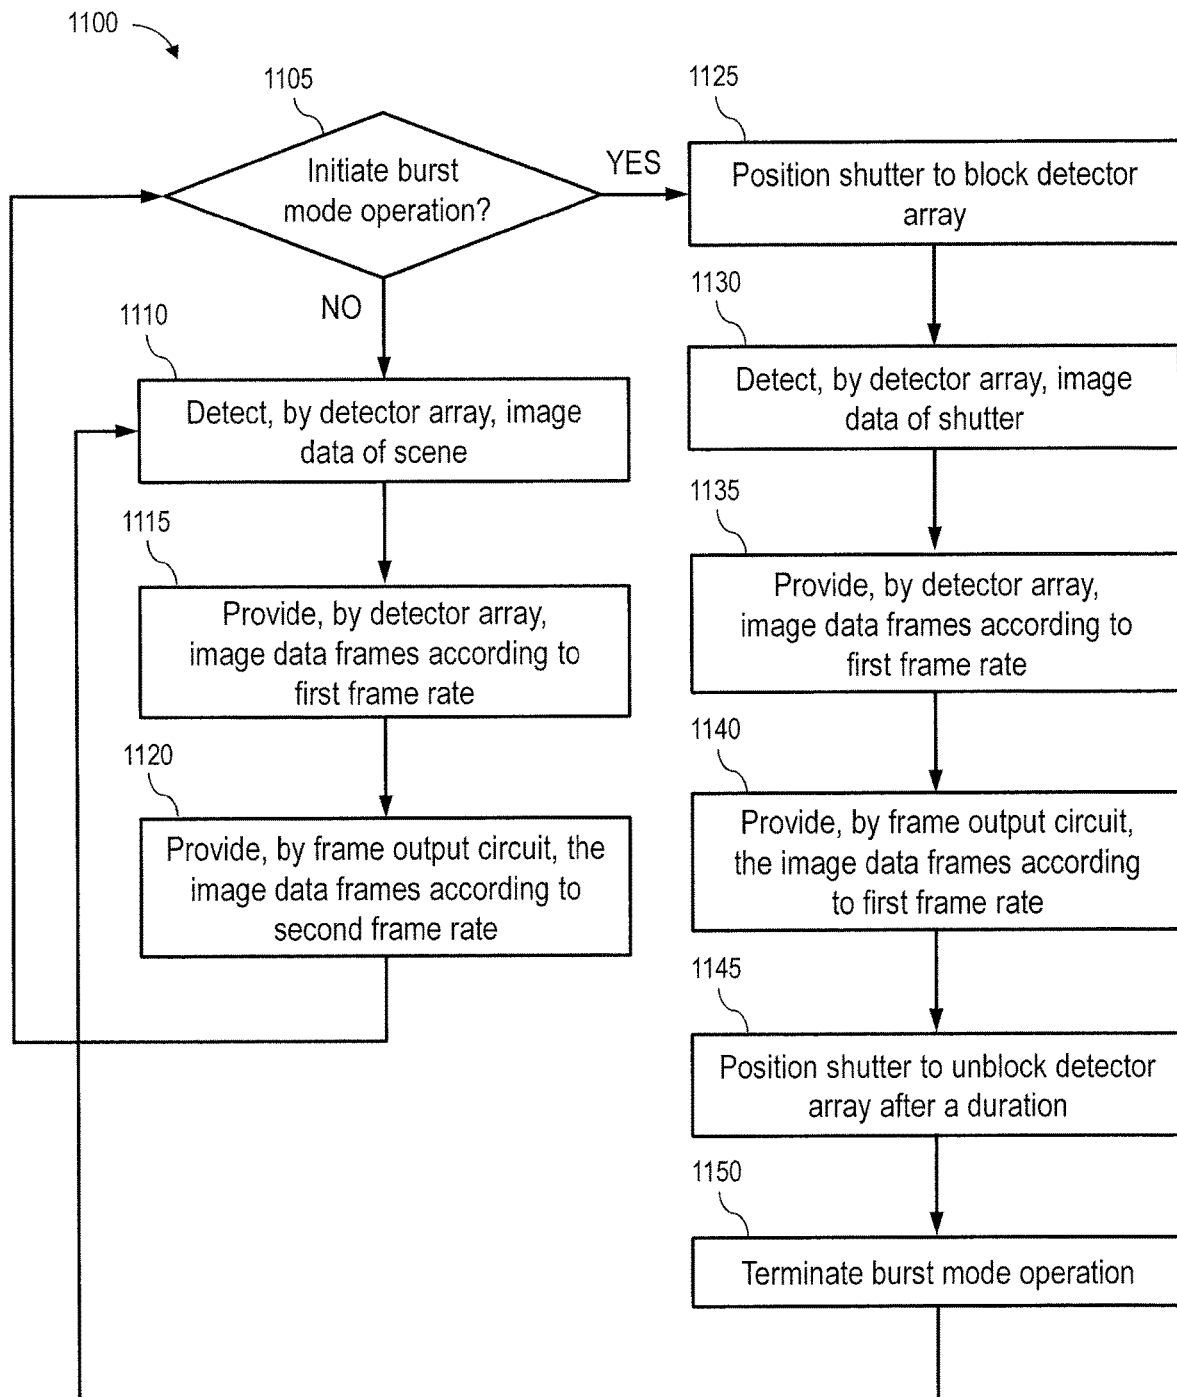 1100
1105
Initiate burst
mode operation?
YES
NO
1110
Detect, by detector array, image
data of scene
1115
Provide, by detector array,
image data frames according to
first frame rate
1120
Provide, by frame output circuit, the
image data frames according to
second frame rate
1125
Position shutter to block detector
array
1130
Detect, by detector array, image
data of shutter
1135
Provide, by detector array,
image data frames according to
first frame rate
1140
Provide, by frame output circuit,
the image data frames according
to first frame rate
1145
Position shutter to unblock detector
array after a duration
1150
Terminate burst mode operation